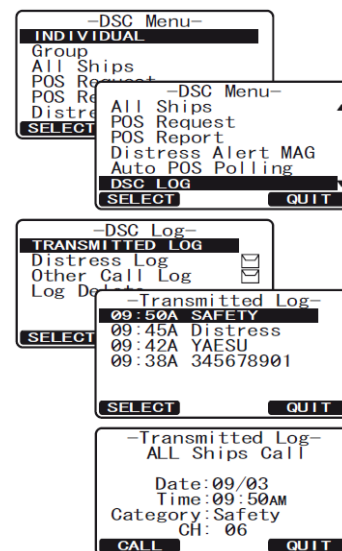 -DSC Menu-
INDIVIDUAL
Group
All Ships
POS Request
POS Re
Distre
SELECT
-DSC Menu-
All Ships
POS Request
POS Report
Distress Alert MAG
Auto POS Polling
DSC LOG
SELECT QUIT
-DSC Log-
TRANSMITTED LOG
Distress Log
Other Call Log
Log Delete
SELECT
-Transmitted Log-
09:50A SAFETY
09:45A Distress
09:42A YAESU
09:38A 345678901
SELECT QUIT
-Transmitted Log-
ALL Ships Call
Date:09/03
Time:09:50AM
Category:Safety
CH: 06
CALL QUIT